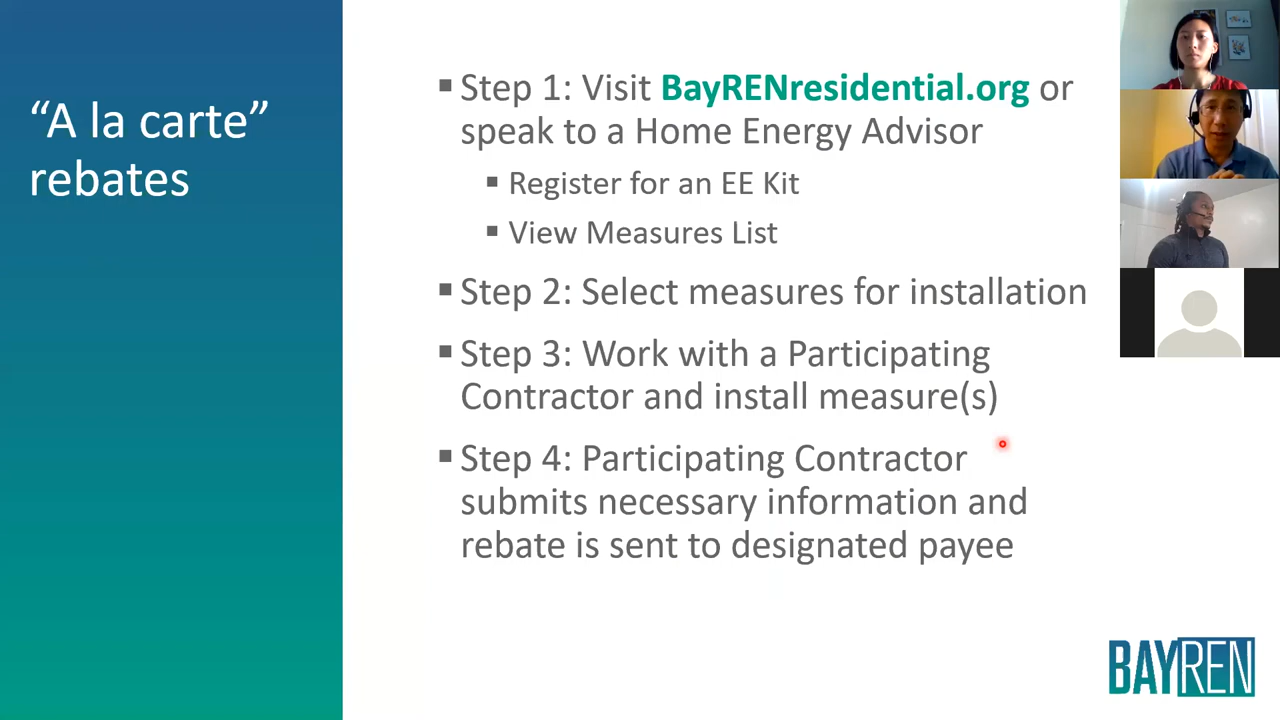 “A la carte”
rebates
▪ Step 1: Visit BayRENresidential.org or
speak to a Home Energy Advisor
▪ Register for an EE Kit
▪ View Measures List
▪ Step 2: Select measures for installation
▪ Step 3: Work with a Participating
Contractor and install measure(s)
▪ Step 4: Participating Contractor
submits necessary information and
rebate is sent to designated payee
BAYREN